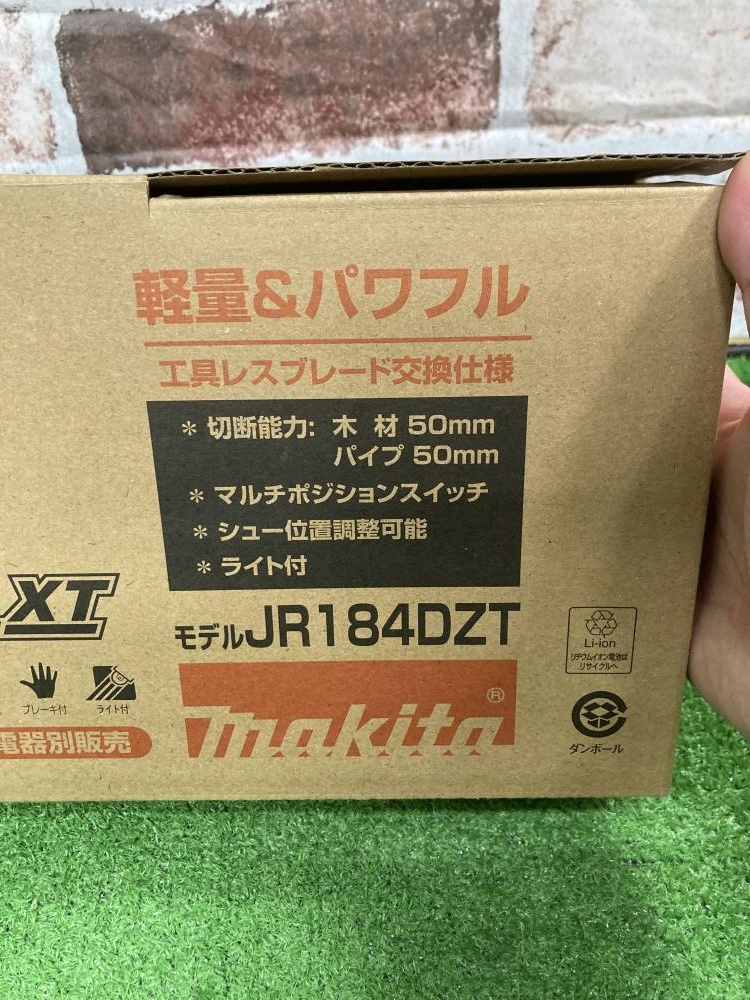 軽量&パワフル
工具レスブレード交換仕様
* 切断能力: 木 材 50mm
パイプ 50mm
* マルチポジションスイッチ
* シュー位置調整可能
* ライト付
XT
モデルJR184DZT
ブレーキ付
ライト付
電器別販売
makita®
Li-ion
リチウムイオン電池は
リサイクルへ
ダンボール